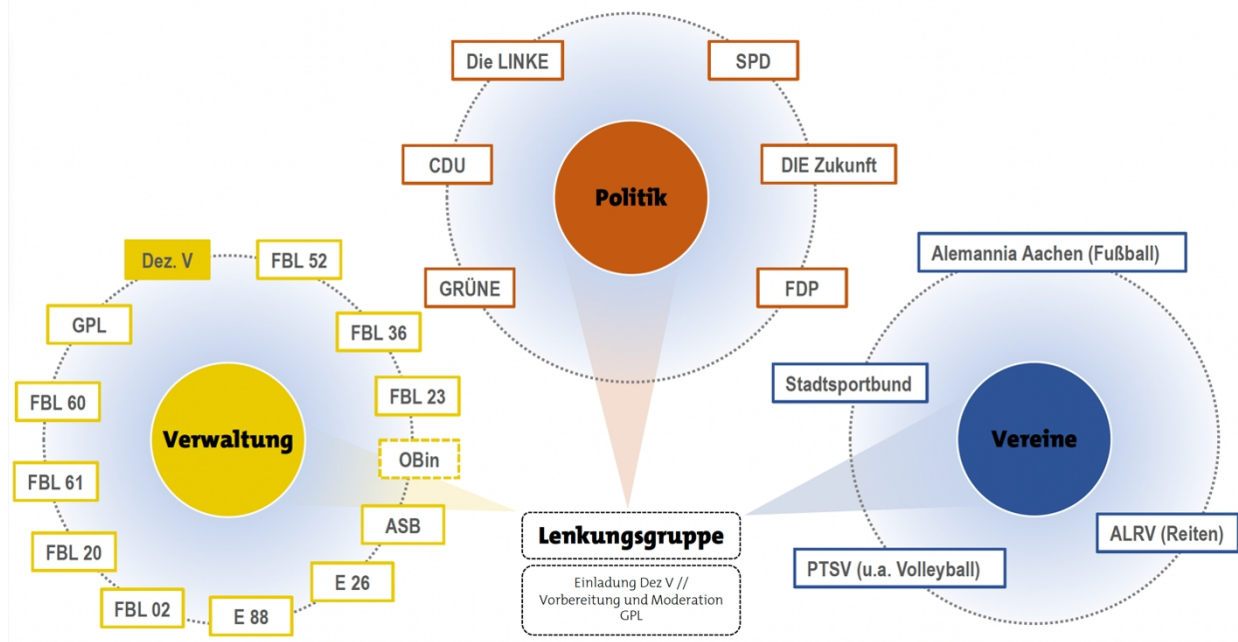 Die LINKE
SPD
CDU
DIE Zukunft
Politik
GRÜNE
FDP
Dez. V
FBL 52
GPL
FBL 36
FBL 60
FBL 23
Verwaltung
OBin
FBL 61
ASB
FBL 20
E 26
FBL 02
E 88
Alemannia Aachen (Fußball)
Stadtsportbund
Vereine
ALRV (Reiten)
PTSV (u.a. Volleyball)
Lenkungsgruppe
Einladung Dez V //
Vorbereitung und Moderation
GPL